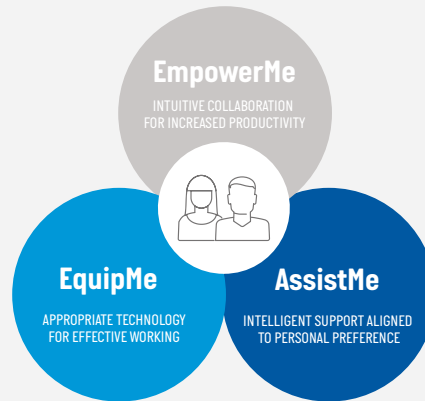 EmpowerMe
INTUITIVE COLLABORATION
FOR INCREASED PRODUCTIVITY
EquipMe
APPROPRIATE TECHNOLOGY
FOR EFFECTIVE WORKING
AssistMe
INTELLIGENT SUPPORT ALIGNED
TO PERSONAL PREFERENCE